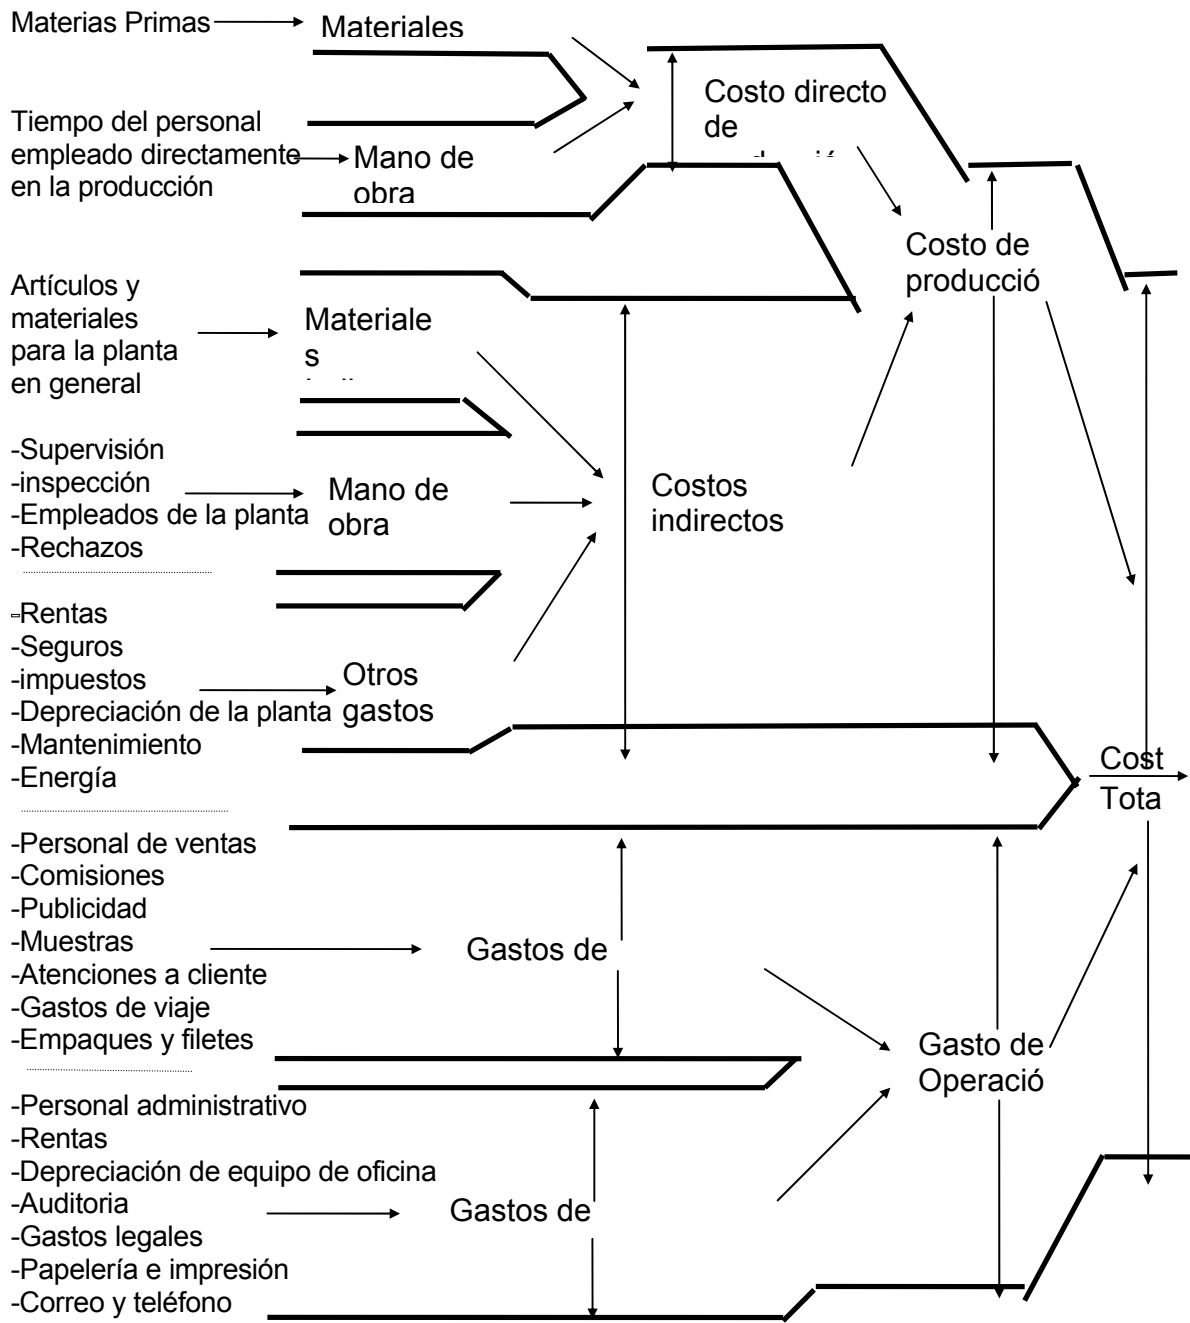 Materias Primas
Materiales
Costo directo
de
Tiempo del personal
empleado directamente
en la producción
Mano de
obra
Costo de
producció
Artículos y
materiales
para la planta
en general
Materiale
s
-Supervisión
-inspección
-Empleados de la planta
-Rechazos
Mano de
obra
Costos
indirectos
-Rentas
-Seguros
-impuestos
-Depreciación de la planta
-Mantenimiento
-Energía
Otros
gastos
Cost
Tota
-Personal de ventas
-Comisiones
-Publicidad
-Muestras
-Atenciones a cliente
-Gastos de viaje
-Empaques y filetes
Gastos de
Gasto de
Operació
-Personal administrativo
-Rentas
-Depreciación de equipo de oficina
-Auditoria
-Gastos legales
-Papelería e impresión
-Correo y teléfono
Gastos de